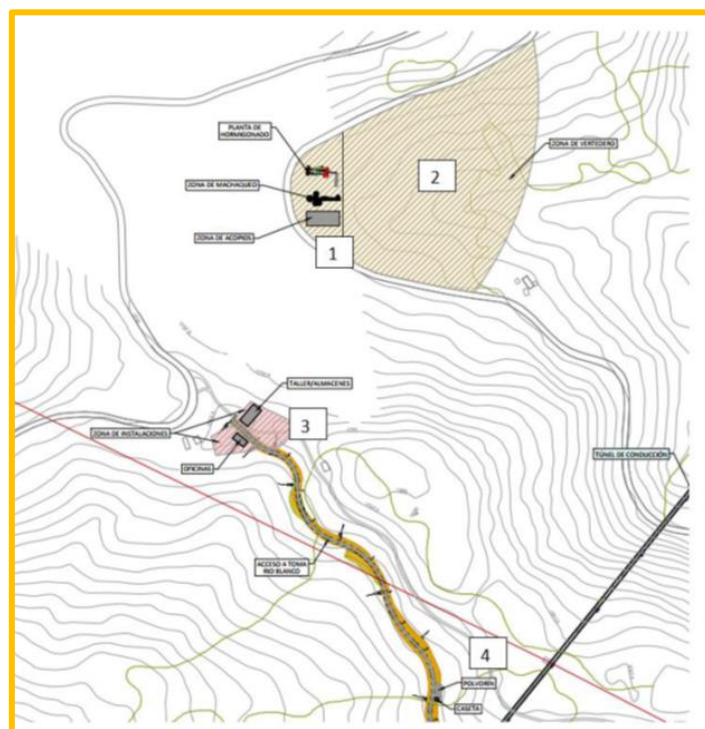 PLANTA DE
HORMIGONADO
2
ZONA DE VERTEDERO
ZONA DE MACHAQUEO
ZONA DE ACOPIOS
1
TALLER/ALMACENES
3
ZONA DE INSTALACIONES
OFICINAS
TÚNEL DE CONDUCCIÓN
ACCESO A TOMA
RIO BLANCO
4
POLVORÍN
CASETA